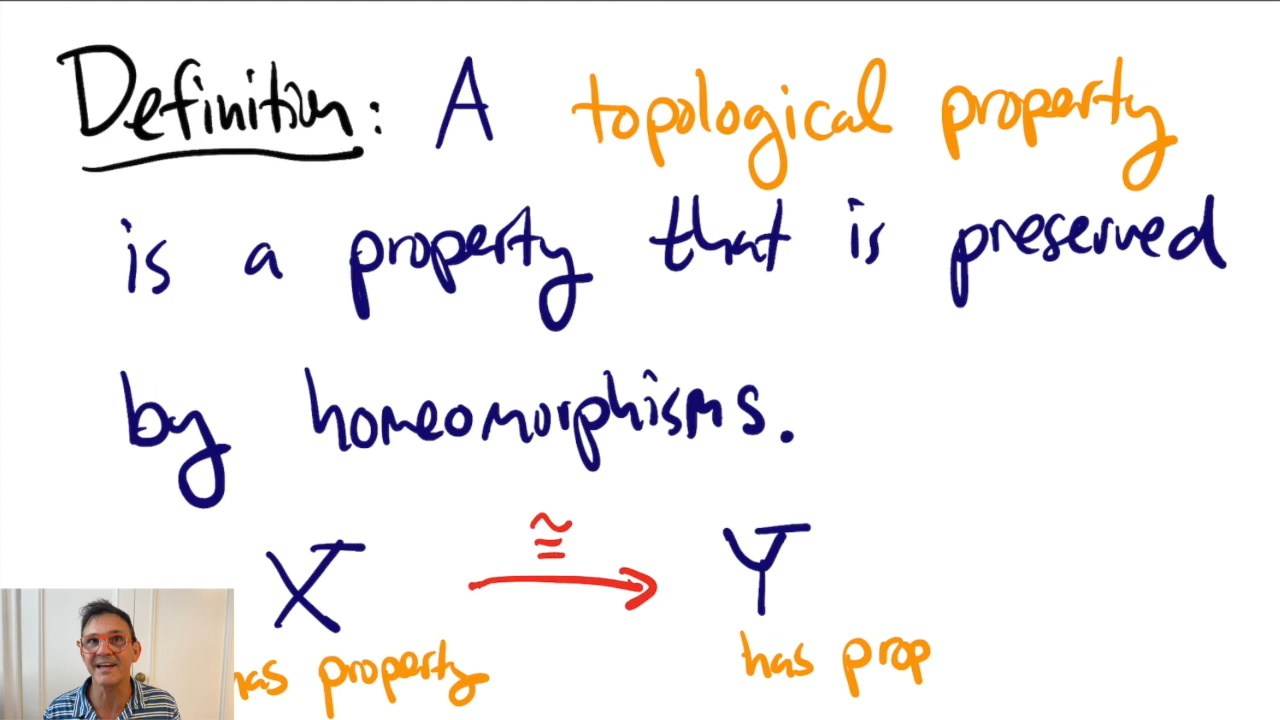 Definition: A topological property
is a property that is preserved
by homeomorphisms.
≅
X → Y
has property has prop